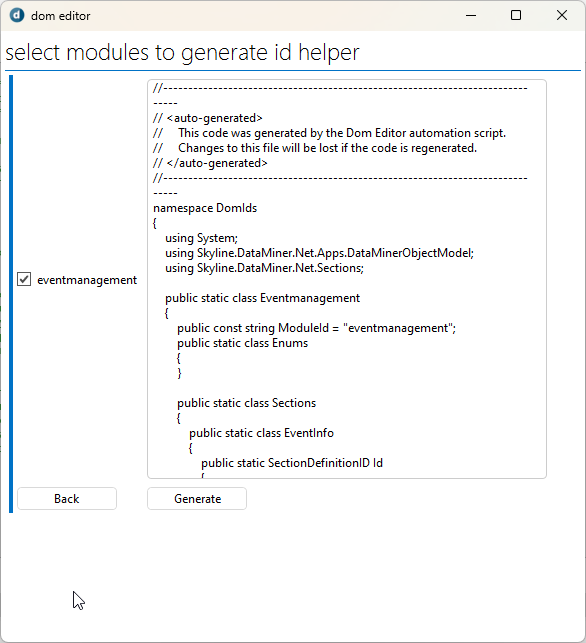 dom editor
select modules to generate id helper
//------------------------------------------------------------------------
-----
// <auto-generated>
//     This code was generated by the Dom Editor automation script.
//     Changes to this file will be lost if the code is regenerated.
// </auto-generated>
//------------------------------------------------------------------------
-----
namespace DomIds
{
    using System;
    using Skyline.DataMiner.Net.Apps.DataMinerObjectModel;
    using Skyline.DataMiner.Net.Sections;

eventmanagement
    public static class Eventmanagement
    {
        public const string ModuleId = "eventmanagement";
        public static class Enums
        {
        }

        public static class Sections
        {
            public static class EventInfo
            {
                public static SectionDefinitionID Id
                {
Back
Generate